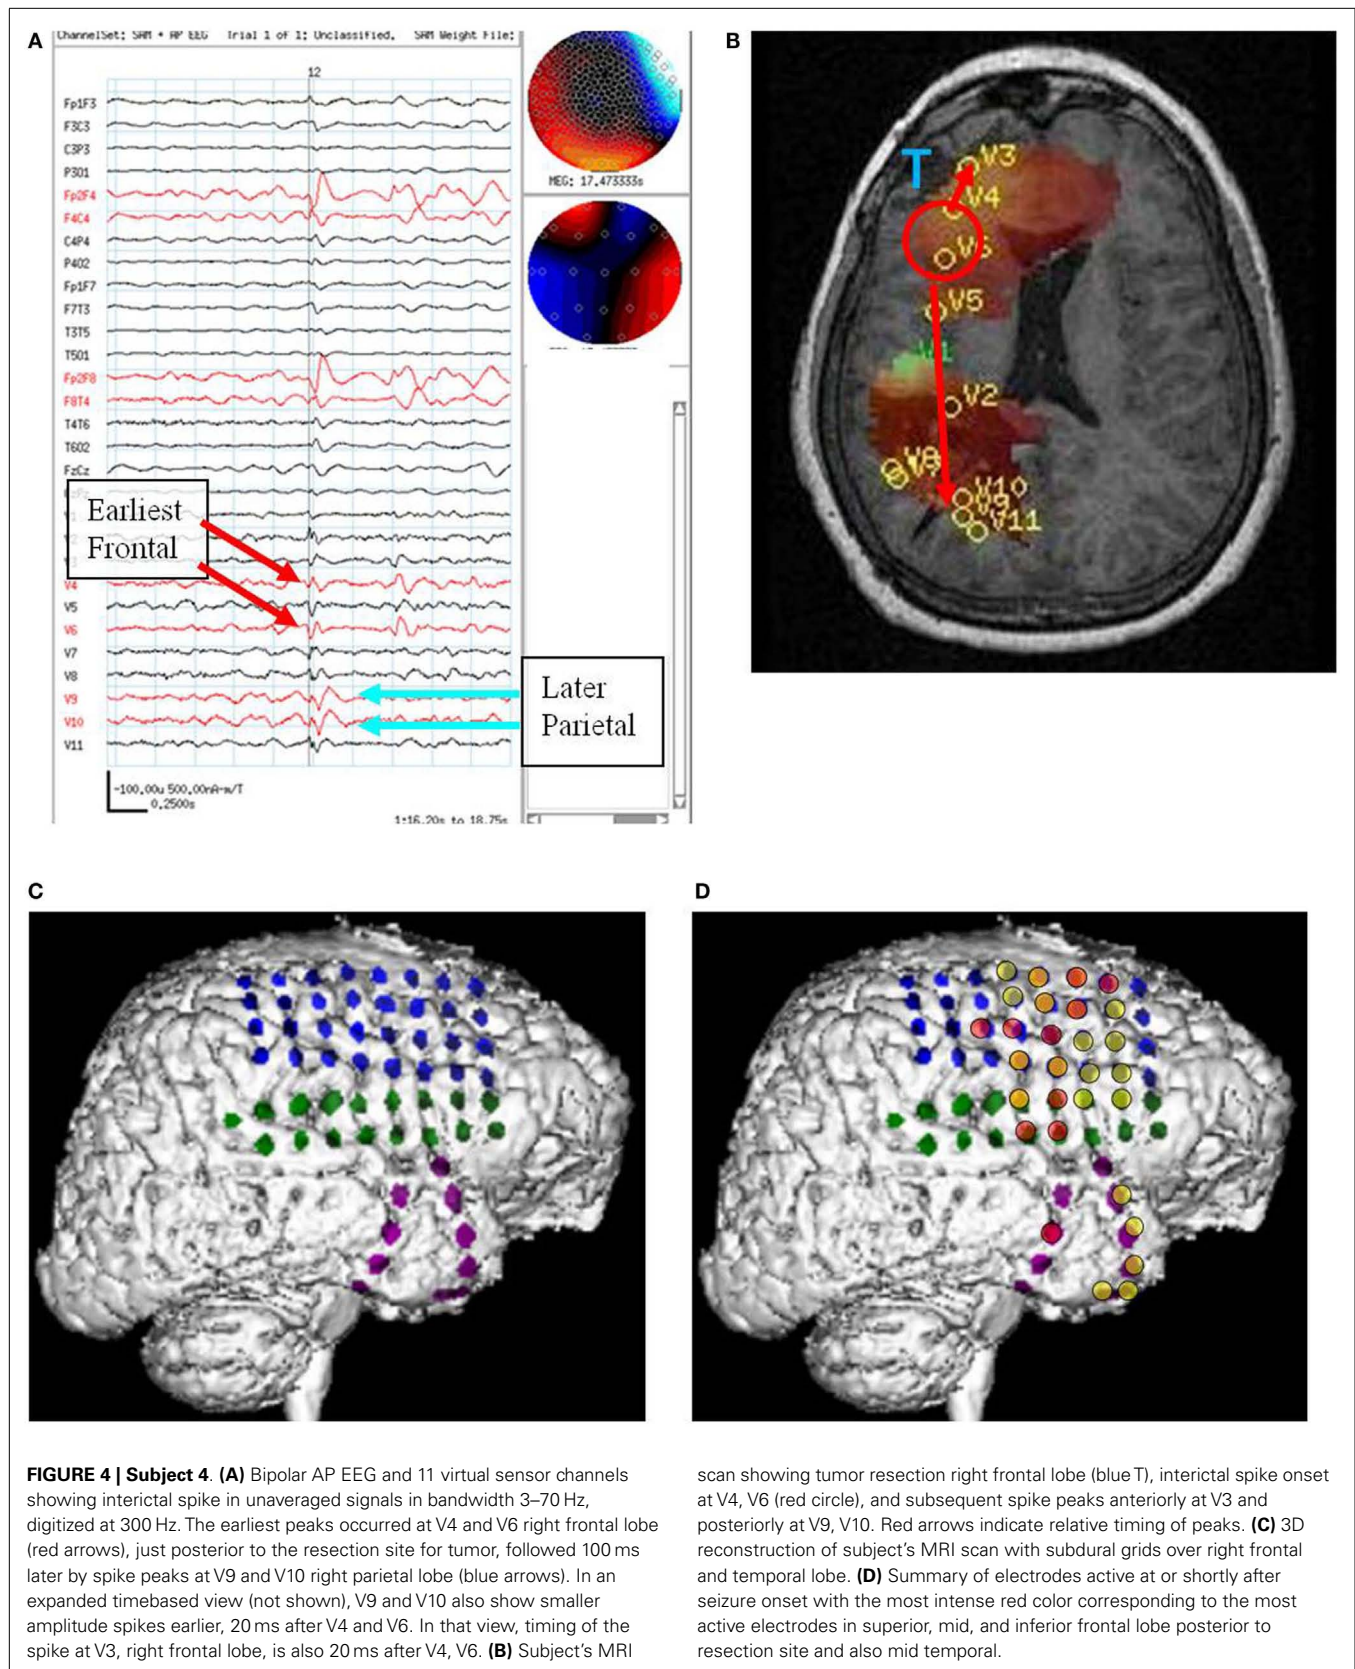 A
ChannelSet: SAM + AP EEG Trial 1 of 1: Unclassified. SAM Weight File:
12
Fp1F3
F3C3
C3P3
P3O1
Fp2F4
F4C4
C4P4
P4O2
Fp1F7
F7T3
T3T5
T5O1
Fp2F8
F8T4
T4T6
T6O2
FzCz
Earliest
Frontal
V4
V5
V6
V7
V8
V9
V10
V11
Later
Parietal
-100.00u 500.00nA-m/T
0.2500s
1:16.20s to 18.75s
MEG: 17.473333s
B
T
V3
V4
V6
V5
V1
V2
V8
V10
V9
V11
C
D
FIGURE 4 | Subject 4. (A) Bipolar AP EEG and 11 virtual sensor channels
showing interictal spike in unaveraged signals in bandwidth 3–70 Hz,
digitized at 300 Hz. The earliest peaks occurred at V4 and V6 right frontal lobe
(red arrows), just posterior to the resection site for tumor, followed 100 ms
later by spike peaks at V9 and V10 right parietal lobe (blue arrows). In an
expanded timebased view (not shown), V9 and V10 also show smaller
amplitude spikes earlier, 20 ms after V4 and V6. In that view, timing of the
spike at V3, right frontal lobe, is also 20 ms after V4, V6. (B) Subject's MRI
scan showing tumor resection right frontal lobe (blue T), interictal spike onset
at V4, V6 (red circle), and subsequent spike peaks anteriorly at V3 and
posteriorly at V9, V10. Red arrows indicate relative timing of peaks. (C) 3D
reconstruction of subject's MRI scan with subdural grids over right frontal
and temporal lobe. (D) Summary of electrodes active at or shortly after
seizure onset with the most intense red color corresponding to the most
active electrodes in superior, mid, and inferior frontal lobe posterior to
resection site and also mid temporal.